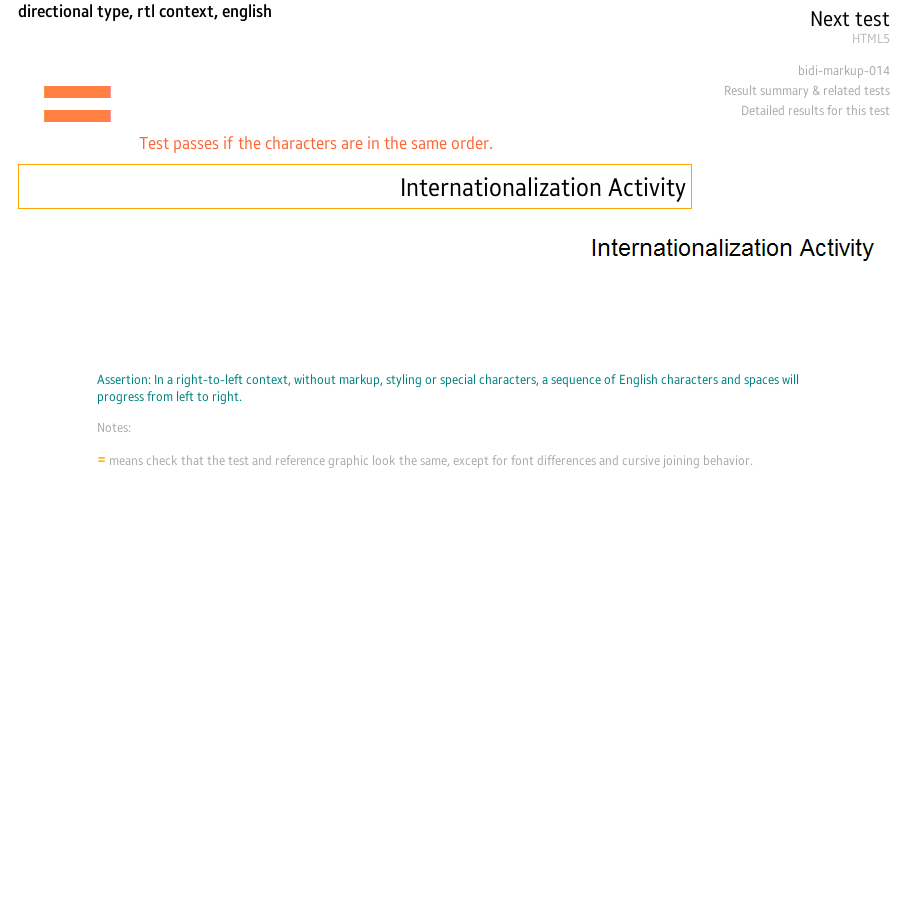 directional type, rtl context, english
Next test
HTML5
bidi-markup-014
Result summary & related tests
Detailed results for this test
Test passes if the characters are in the same order.
Internationalization Activity
Internationalization Activity
Assertion: In a right-to-left context, without markup, styling or special characters, a sequence of English characters and spaces will
progress from left to right.
Notes:
= means check that the test and reference graphic look the same, except for font differences and cursive joining behavior.